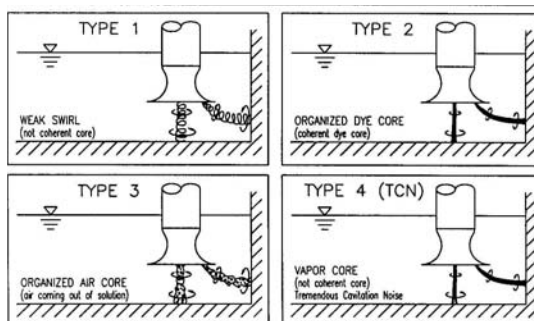 TYPE 1
WEAK SWIRL
(not coherent core)
TYPE 2
ORGANIZED DYE CORE
(coherent dye core)
TYPE 3
ORGANIZED AIR CORE
(air coming out of solution)
TYPE 4 (TCN)
VAPOR CORE
(not coherent core)
Tremendous Cavitation Noise